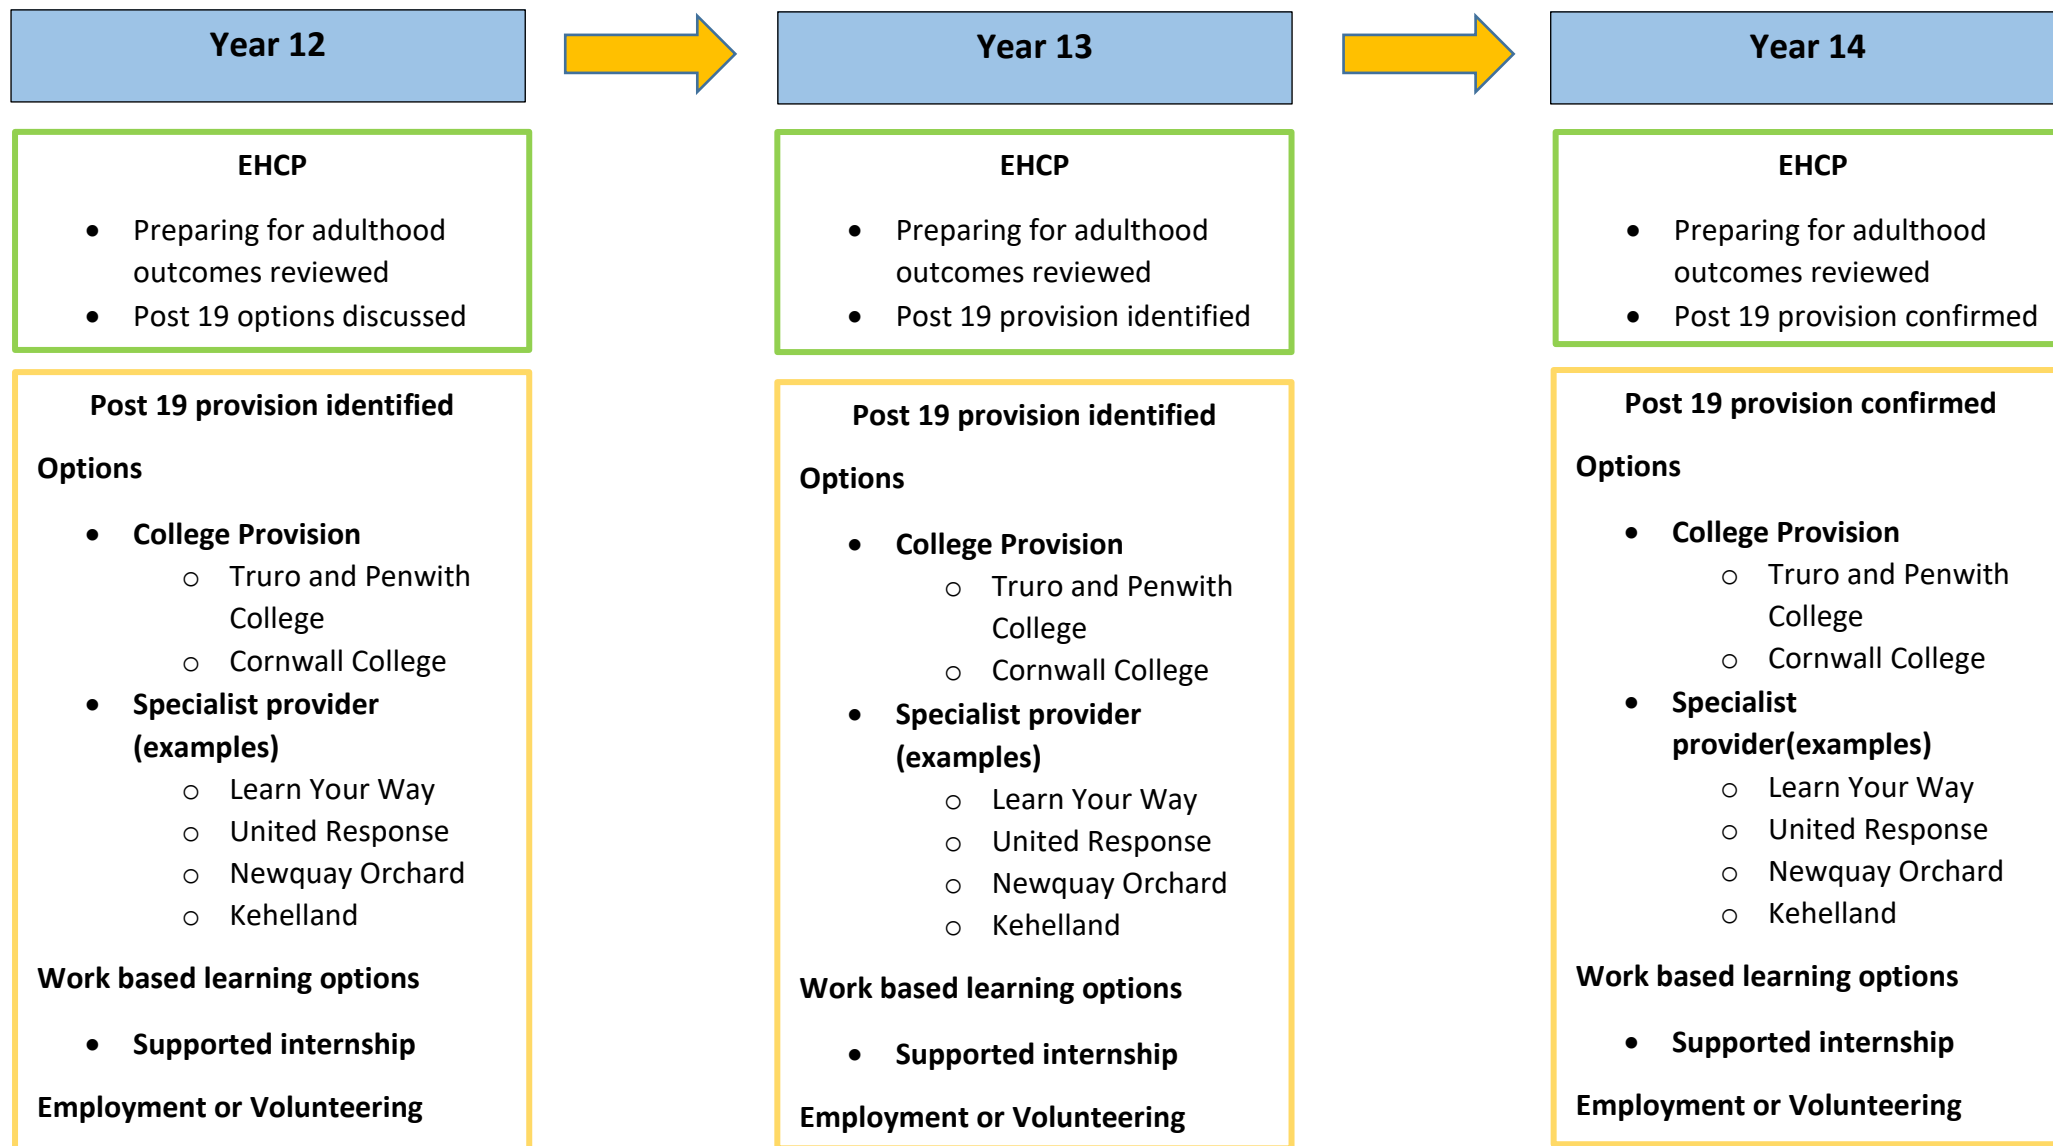 Year 12
EHCP
• Preparing for adulthood
outcomes reviewed
• Post 19 options discussed
Post 19 provision identified
Options
• College Provision
o Truro and Penwith
College
o Cornwall College
• Specialist provider
(examples)
o Learn Your Way
o United Response
o Newquay Orchard
o Kehelland
Work based learning options
• Supported internship
Employment or Volunteering
Year 13
EHCP
• Preparing for adulthood
outcomes reviewed
• Post 19 provision identified
Post 19 provision identified
Options
• College Provision
o Truro and Penwith
College
o Cornwall College
• Specialist provider
(examples)
o Learn Your Way
o United Response
o Newquay Orchard
o Kehelland
Work based learning options
• Supported internship
Employment or Volunteering
Year 14
EHCP
• Preparing for adulthood
outcomes reviewed
• Post 19 provision confirmed
Post 19 provision confirmed
Options
• College Provision
o Truro and Penwith
College
o Cornwall College
• Specialist
provider(examples)
o Learn Your Way
o United Response
o Newquay Orchard
o Kehelland
Work based learning options
• Supported internship
Employment or Volunteering